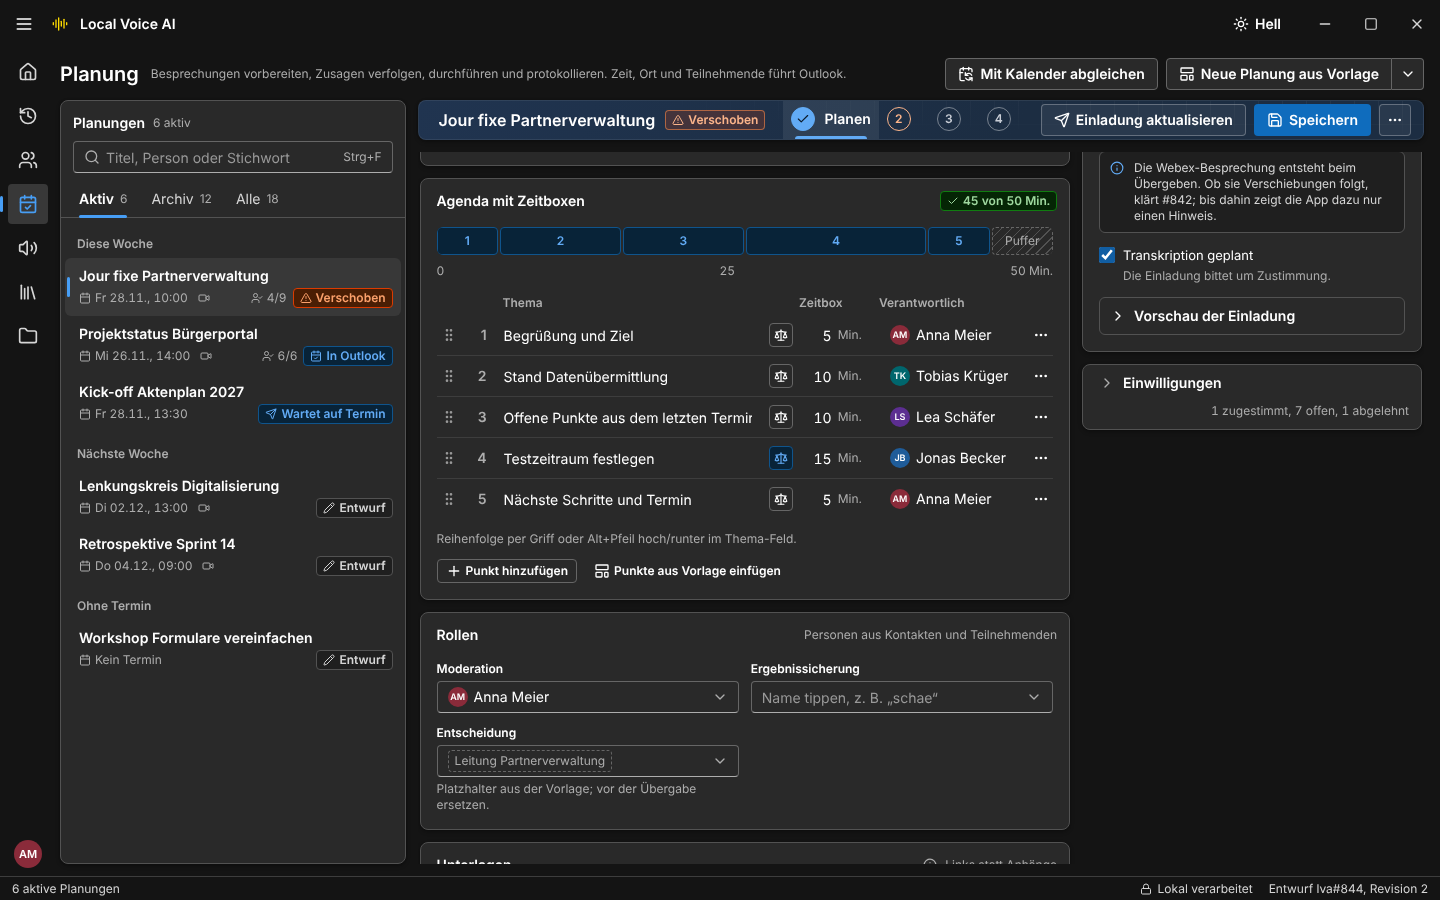 Local Voice AI
Hell
Planung
Besprechungen vorbereiten, Zusagen verfolgen, durchführen und protokollieren. Zeit, Ort und Teilnehmende führt Outlook.
Mit Kalender abgleichen
Neue Planung aus Vorlage
Planungen 6 aktiv
Titel, Person oder Stichwort Strg+F
Aktiv 6 Archiv 12 Alle 18
Diese Woche
Jour fixe Partnerverwaltung
Fr 28.11., 10:00 4/9 Verschoben
Projektstatus Bürgerportal
Mi 26.11., 14:00 6/6 In Outlook
Kick-off Aktenplan 2027
Fr 28.11., 13:30 Wartet auf Termin
Nächste Woche
Lenkungskreis Digitalisierung
Di 02.12., 13:00 Entwurf
Retrospektive Sprint 14
Do 04.12., 09:00 Entwurf
Ohne Termin
Workshop Formulare vereinfachen
Kein Termin Entwurf
AM
Jour fixe Partnerverwaltung Verschoben Planen 2 3 4 Einladung aktualisieren Speichern
Agenda mit Zeitboxen 45 von 50 Min.
1 2 3 4 5 Puffer
0 25 50 Min.
Thema Zeitbox Verantwortlich
1 Begrüßung und Ziel 5 Min. AM Anna Meier
2 Stand Datenübermittlung 10 Min. TK Tobias Krüger
3 Offene Punkte aus dem letzten Termin 10 Min. LS Lea Schäfer
4 Testzeitraum festlegen 15 Min. JB Jonas Becker
5 Nächste Schritte und Termin 5 Min. AM Anna Meier
Reihenfolge per Griff oder Alt+Pfeil hoch/runter im Thema-Feld.
Punkt hinzufügen Punkte aus Vorlage einfügen
Rollen Personen aus Kontakten und Teilnehmenden
Moderation Ergebnissicherung
AM Anna Meier Name tippen, z. B. „schae“
Entscheidung
Leitung Partnerverwaltung
Platzhalter aus der Vorlage; vor der Übergabe
ersetzen.
Unterlagen Links statt Anhänge
Die Webex-Besprechung entsteht beim
Übergeben. Ob sie Verschiebungen folgt,
klärt #842; bis dahin zeigt die App dazu nur
einen Hinweis.
Transkription geplant
Die Einladung bittet um Zustimmung.
Vorschau der Einladung
Einwilligungen
1 zugestimmt, 7 offen, 1 abgelehnt
6 aktive Planungen
Lokal verarbeitet Entwurf lva#844, Revision 2